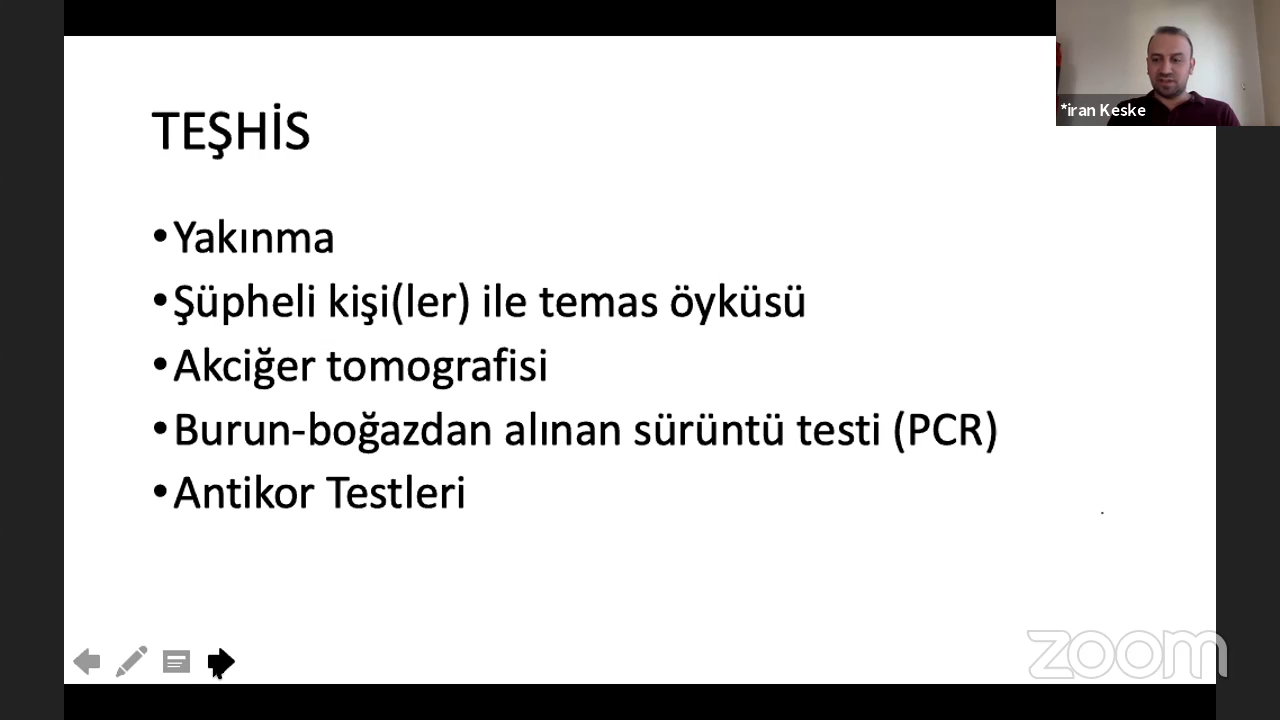 TEŞHİS
•Yakınma
•Şüpheli kişi(ler) ile temas öyküsü
•Akciğer tomografisi
•Burun-boğazdan alınan sürüntü testi (PCR)
•Antikor Testleri
*iran Keske
zoom